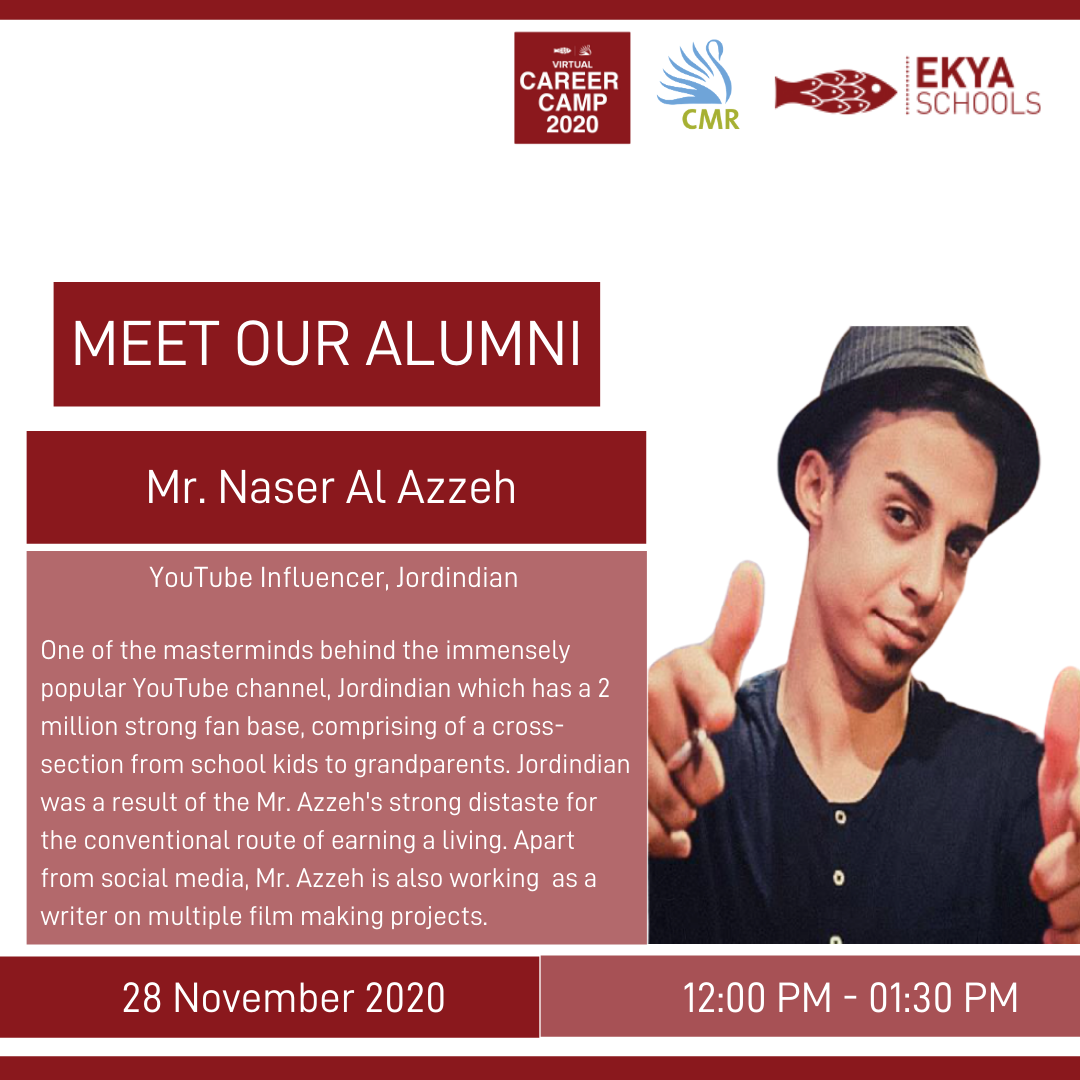 VIRTUAL
CAREER
CAMP
2020
CMR
EKYA
SCHOOLS
MEET OUR ALUMNI
Mr. Naser Al Azzeh
YouTube Influencer, Jordindian
One of the masterminds behind the immensely
popular YouTube channel, Jordindian which has a 2
million strong fan base, comprising of a cross-
section from school kids to grandparents. Jordindian
was a result of the Mr. Azzeh's strong distaste for
the conventional route of earning a living. Apart
from social media, Mr. Azzeh is also working  as a
writer on multiple film making projects.
28 November 2020
12:00 PM - 01:30 PM